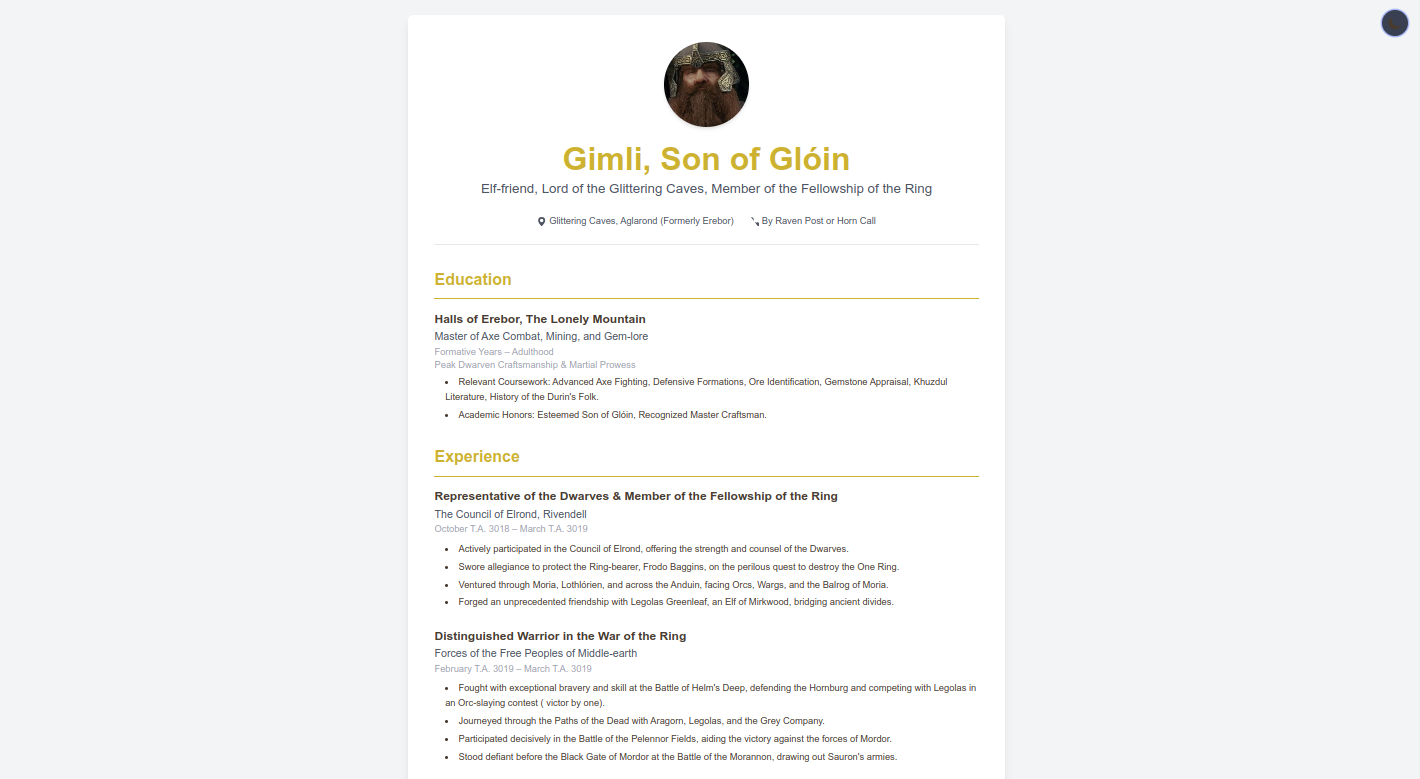 Gimli, Son of Glóin
Elf-friend, Lord of the Glittering Caves, Member of the Fellowship of the Ring
Glittering Caves, Aglarond (Formerly Erebor) By Raven Post or Horn Call
Education
Halls of Erebor, The Lonely Mountain
Master of Axe Combat, Mining, and Gem-lore
Formative Years – Adulthood
Peak Dwarven Craftsmanship & Martial Prowess
• Relevant Coursework: Advanced Axe Fighting, Defensive Formations, Ore Identification, Gemstone Appraisal, Khuzdul
Literature, History of the Durin's Folk.
• Academic Honors: Esteemed Son of Glóin, Recognized Master Craftsman.
Experience
Representative of the Dwarves & Member of the Fellowship of the Ring
The Council of Elrond, Rivendell
October T.A. 3018 – March T.A. 3019
• Actively participated in the Council of Elrond, offering the strength and counsel of the Dwarves.
• Swore allegiance to protect the Ring-bearer, Frodo Baggins, on the perilous quest to destroy the One Ring.
• Ventured through Moria, Lothlórien, and across the Anduin, facing Orcs, Wargs, and the Balrog of Moria.
• Forged an unprecedented friendship with Legolas Greenleaf, an Elf of Mirkwood, bridging ancient divides.
Distinguished Warrior in the War of the Ring
Forces of the Free Peoples of Middle-earth
February T.A. 3019 – March T.A. 3019
• Fought with exceptional bravery and skill at the Battle of Helm's Deep, defending the Hornburg and competing with Legolas in
an Orc-slaying contest ( victor by one).
• Journeyed through the Paths of the Dead with Aragorn, Legolas, and the Grey Company.
• Participated decisively in the Battle of the Pelennor Fields, aiding the victory against the forces of Mordor.
• Stood defiant before the Black Gate of Mordor at the Battle of the Morannon, drawing out Sauron's armies.